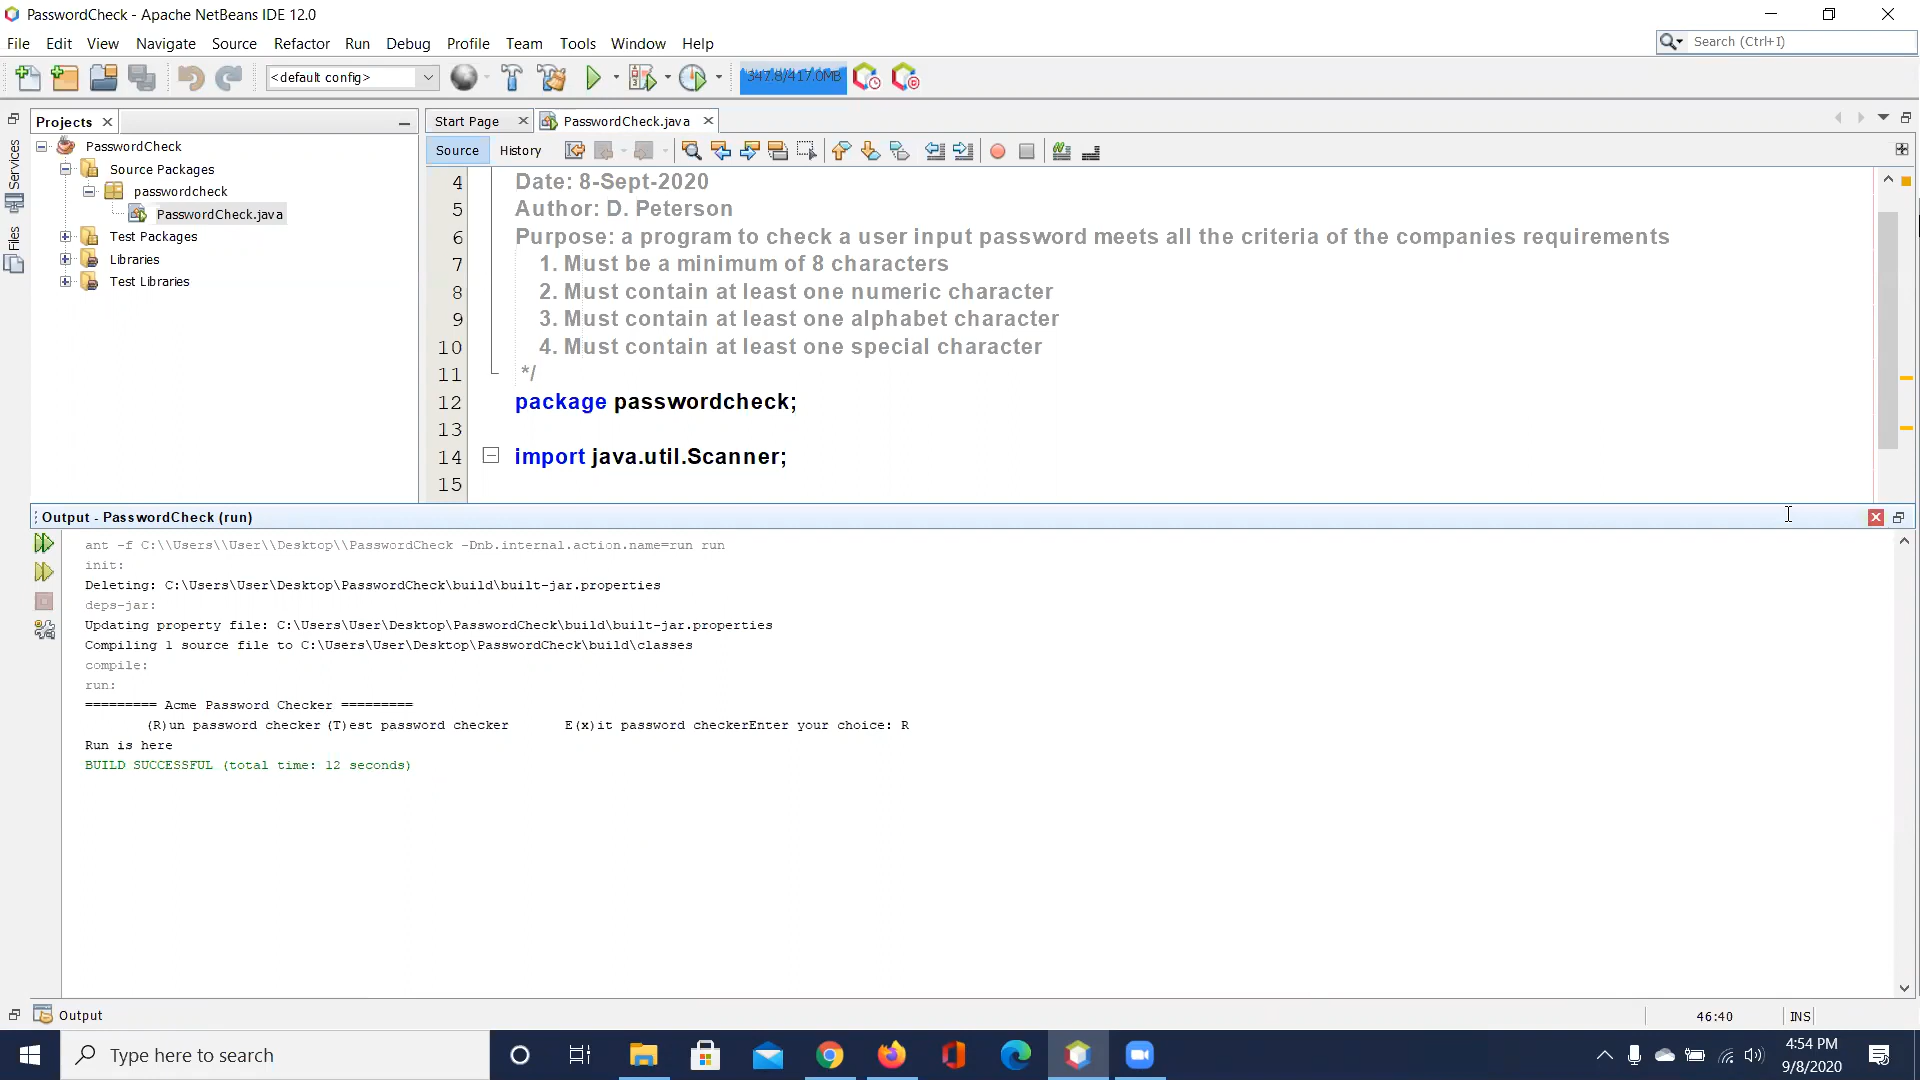 PasswordCheck - Apache NetBeans IDE 12.0
File Edit View Navigate Source Refactor Run Debug Profile Team Tools Window Help
Search (Ctrl+I)
<default config>
347.8/417.0MB
Projects
Start Page
PasswordCheck.java
Services
Files
PasswordCheck
Source Packages
passwordcheck
PasswordCheck.java
Test Packages
Libraries
Test Libraries
Source History
4 Date: 8-Sept-2020
5 Author: D. Peterson
6 Purpose: a program to check a user input password meets all the criteria of the companies requirements
7 1. Must be a minimum of 8 characters
8 2. Must contain at least one numeric character
9 3. Must contain at least one alphabet character
10 4. Must contain at least one special character
11 */
12 package passwordcheck;
13
14 import java.util.Scanner;
15
Output - PasswordCheck (run)
ant -f C:\\Users\\User\\Desktop\\PasswordCheck -Dnb.internal.action.name=run run
init:
Deleting: C:\Users\User\Desktop\PasswordCheck\build\built-jar.properties
deps-jar:
Updating property file: C:\Users\User\Desktop\PasswordCheck\build\built-jar.properties
Compiling 1 source file to C:\Users\User\Desktop\PasswordCheck\build\classes
compile:
run:
========= Acme Password Checker =========
(R)un password checker (T)est password checker E(x)it password checkerEnter your choice: R
Run is here
BUILD SUCCESSFUL (total time: 12 seconds)
Output
46:40 INS
Type here to search
4:54 PM
9/8/2020